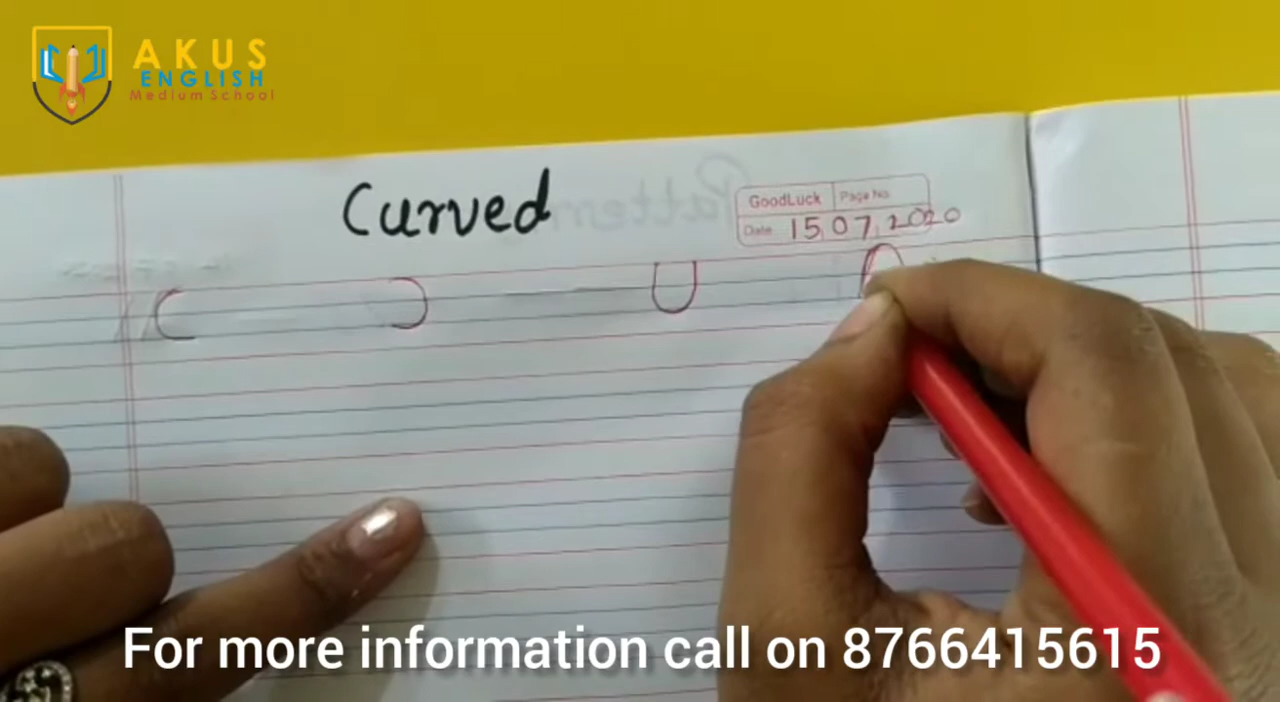 AKUS
ENGLISH
Medium School
Curved
GoodLuck Page No.
Date 15 07 2020
For more information call on 8766415615